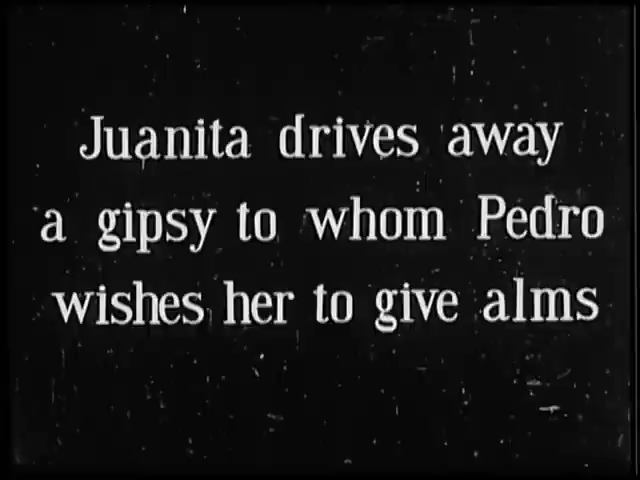 Juanita drives away
a gipsy to whom Pedro
wishes her to give alms